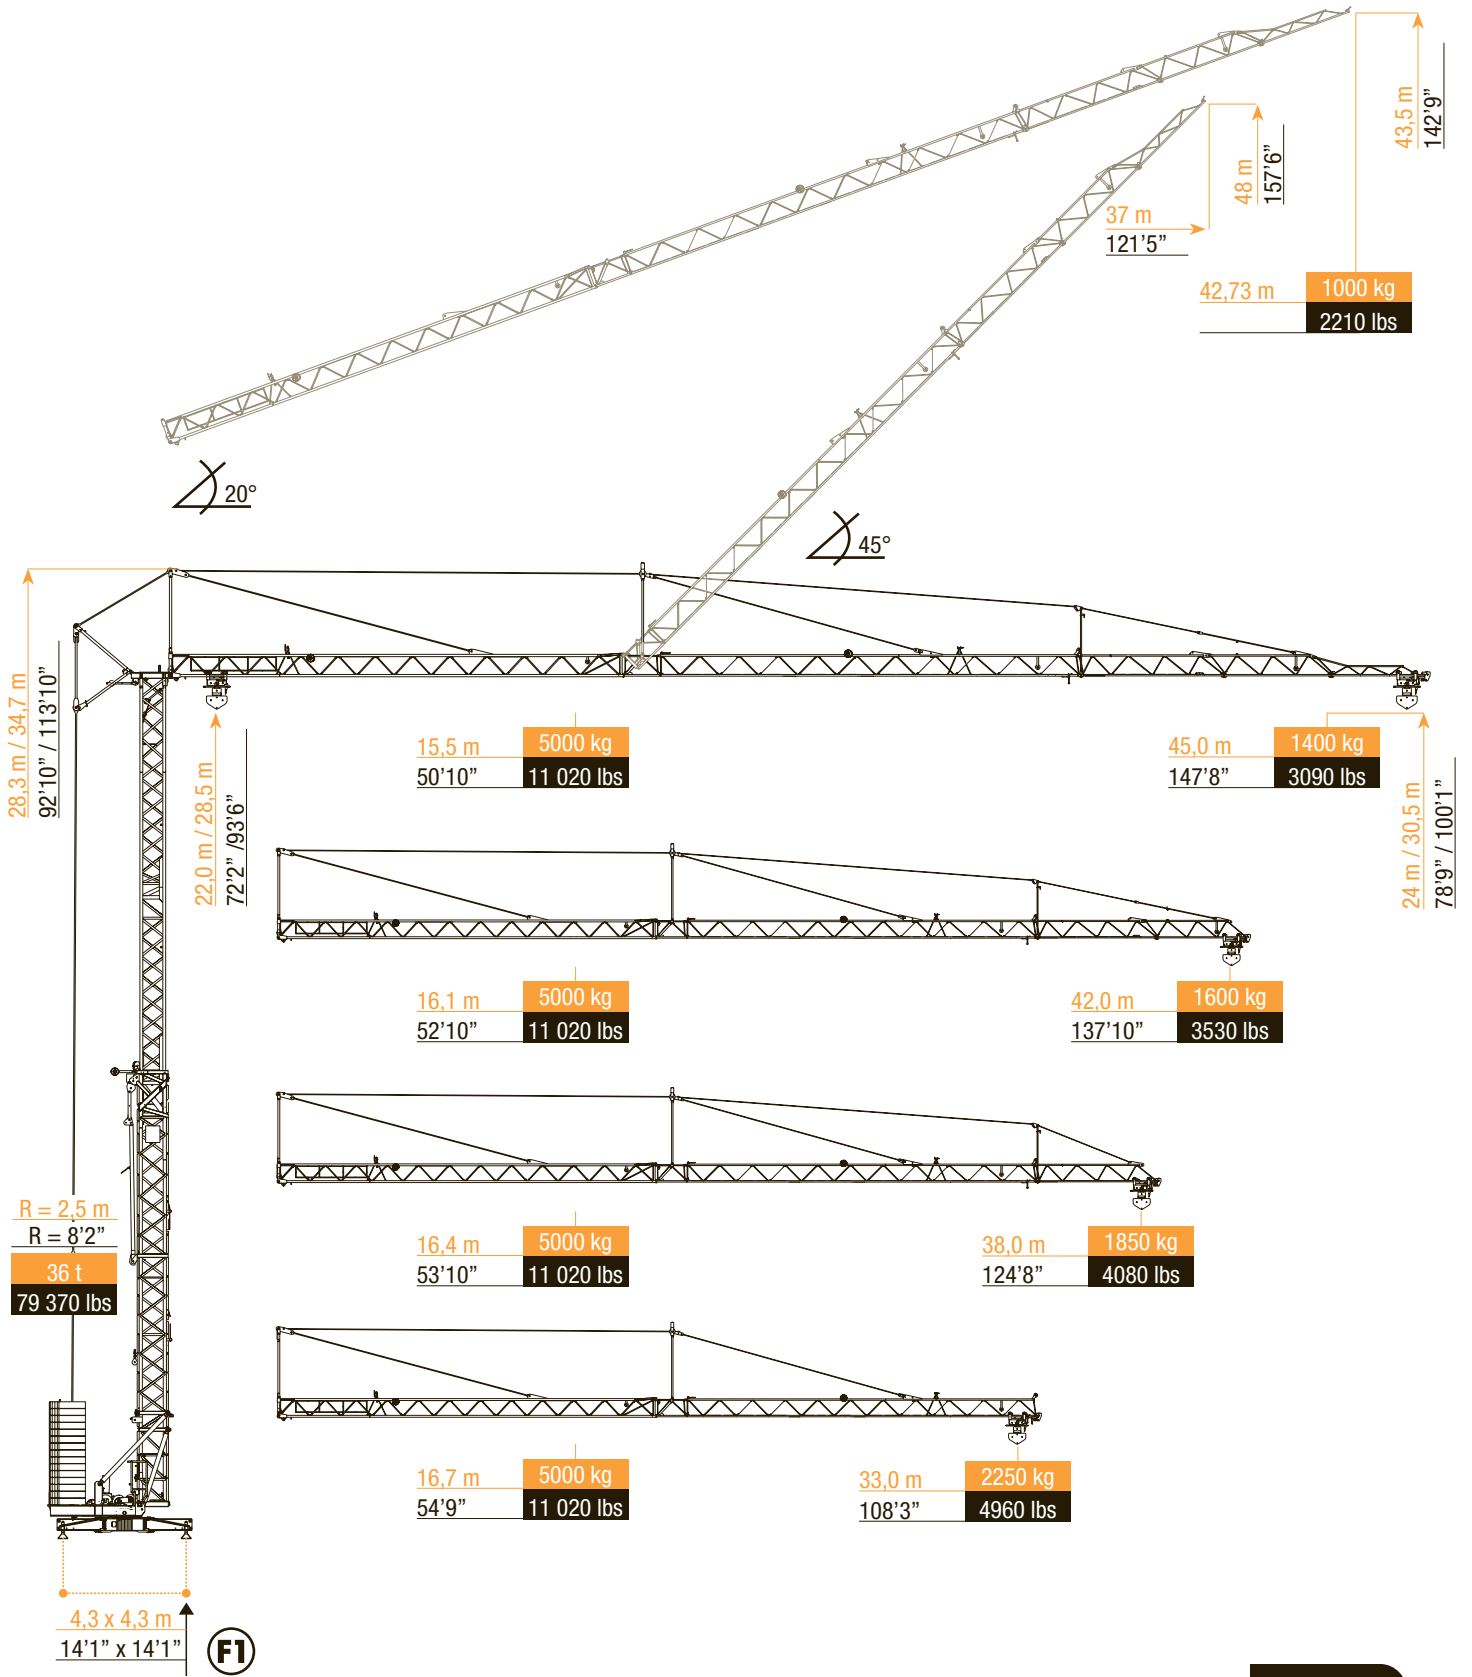 43,5 m
142’9”
48 m
157’6”
37 m
121’5”
42,73 m
1000 kg
2210 lbs
20°
45°
28,3 m / 34,7 m
92’10” / 113’10”
22,0 m / 28,5 m
72’2” /93’6”
15,5 m
5000 kg
50’10”
11 020 lbs
45,0 m
1400 kg
147’8”
3090 lbs
24 m / 30,5 m
78’9” / 100’1”
16,1 m
5000 kg
52’10”
11 020 lbs
42,0 m
1600 kg
137’10”
3530 lbs
R = 2,5 m
R = 8’2”
36 t
79 370 lbs
16,4 m
5000 kg
53’10”
11 020 lbs
38,0 m
1850 kg
124’8”
4080 lbs
16,7 m
5000 kg
54’9”
11 020 lbs
33,0 m
2250 kg
108’3”
4960 lbs
4,3 x 4,3 m
14’1” x 14’1”
F1